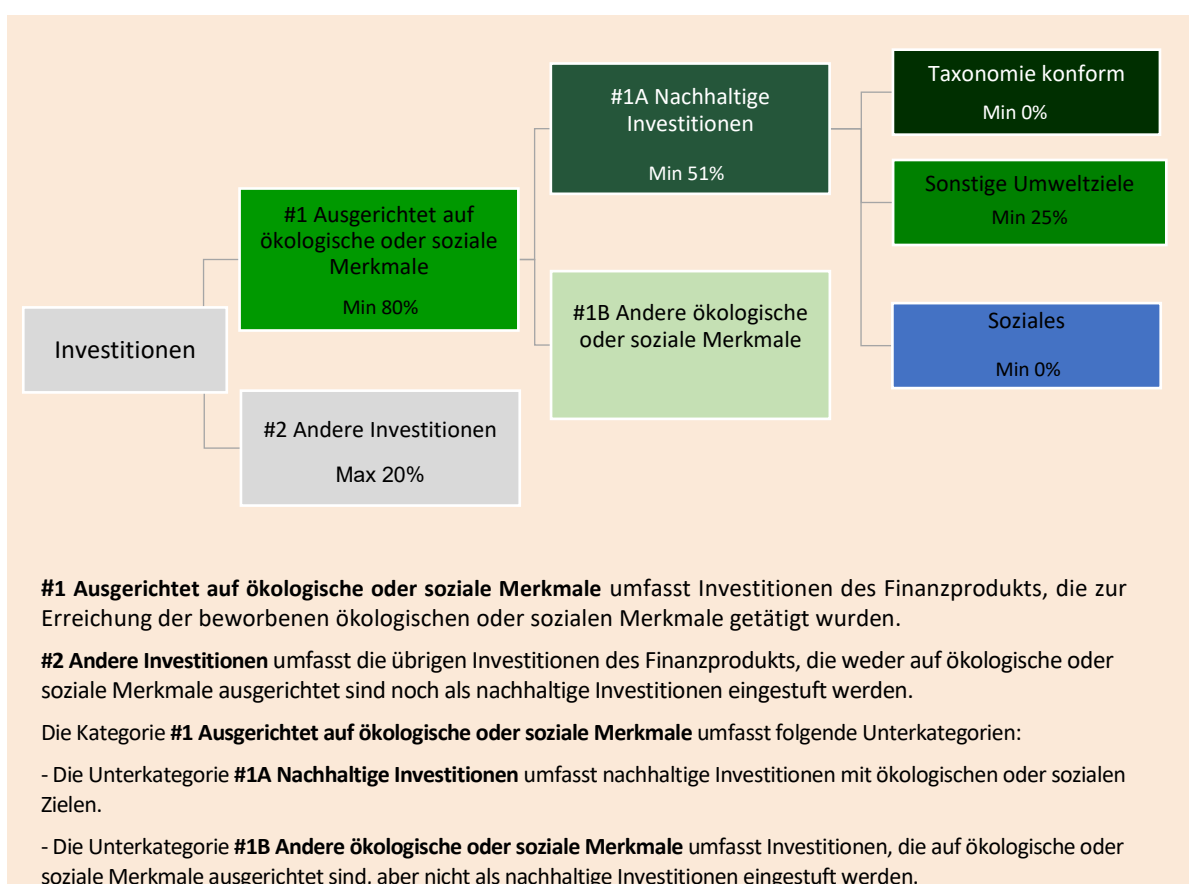 Investitionen
#1 Ausgerichtet auf
ökologische oder soziale
Merkmale
Min 80%
#2 Andere Investitionen
Max 20%
#1A Nachhaltige
Investitionen
Min 51%
#1B Andere ökologische
oder soziale Merkmale
Taxonomie konform
Min 0%
Sonstige Umweltziele
Min 25%
Soziales
Min 0%
#1 Ausgerichtet auf ökologische oder soziale Merkmale umfasst Investitionen des Finanzprodukts, die zur
Erreichung der beworbenen ökologischen oder sozialen Merkmale getätigt wurden.
#2 Andere Investitionen umfasst die übrigen Investitionen des Finanzprodukts, die weder auf ökologische oder
soziale Merkmale ausgerichtet sind noch als nachhaltige Investitionen eingestuft werden.
Die Kategorie #1 Ausgerichtet auf ökologische oder soziale Merkmale umfasst folgende Unterkategorien:
- Die Unterkategorie #1A Nachhaltige Investitionen umfasst nachhaltige Investitionen mit ökologischen oder sozialen
Zielen.
- Die Unterkategorie #1B Andere ökologische oder soziale Merkmale umfasst Investitionen, die auf ökologische oder
soziale Merkmale ausgerichtet sind, aber nicht als nachhaltige Investitionen eingestuft werden.